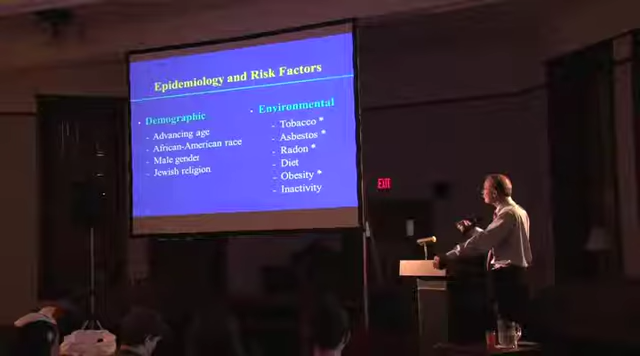 Epidemiology and Risk Factors
• Demographic
- Advancing age
- African-American race
- Male gender
- Jewish religion
• Environmental
- Tobacco *
- Asbestos *
- Radon *
- Diet
- Obesity *
- Inactivity
EXIT